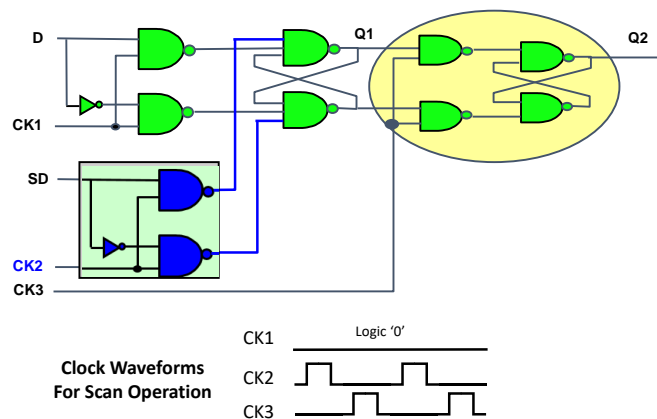 D
Q1
Q2
CK1
SD
CK2
CK3
CK1
Logic ‘0’
Clock Waveforms
For Scan Operation
CK2
CK3